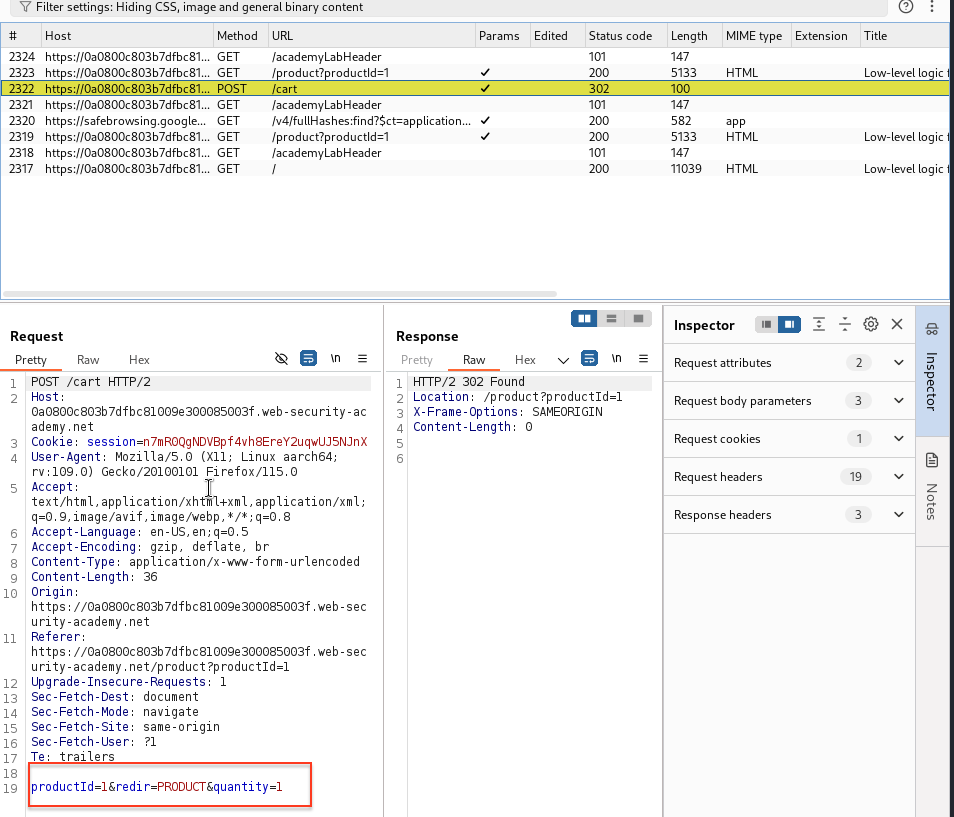 Filter settings: Hiding CSS, image and general binary content
# Host Method URL Params Edited Status code Length MIME type Extension Title
2324 https://0a0800c803b7dfbc81... GET /academyLabHeader 101 147
2323 https://0a0800c803b7dfbc81... GET /product?productId=1 ✓ 200 5133 HTML Low-level logic f
2322 https://0a0800c803b7dfbc81... POST /cart ✓ 302 100
2321 https://0a0800c803b7dfbc81... GET /academyLabHeader 101 147
2320 https://safebrowsing.google... GET /v4/fullHashes:find?$ct=application... ✓ 200 582 app
2319 https://0a0800c803b7dfbc81... GET /product?productId=1 ✓ 200 5133 HTML Low-level logic f
2318 https://0a0800c803b7dfbc81... GET /academyLabHeader 101 147
2317 https://0a0800c803b7dfbc81... GET / 200 11039 HTML Low-level logic f
Request
Pretty Raw Hex \n
1 POST /cart HTTP/2
2 Host:
0a0800c803b7dfbc81009e300085003f.web-security-ac
ademy.net
3 Cookie: session=n7mR0QgNDVBpf4vh8EreY2uqwUJ5NJnX
4 User-Agent: Mozilla/5.0 (X11; Linux aarch64;
rv:109.0) Gecko/20100101 Firefox/115.0
5 Accept:
text/html,application/xhtml+xml,application/xml;
q=0.9,image/avif,image/webp,*/*;q=0.8
6 Accept-Language: en-US,en;q=0.5
7 Accept-Encoding: gzip, deflate, br
8 Content-Type: application/x-www-form-urlencoded
9 Content-Length: 36
10 Origin:
https://0a0800c803b7dfbc81009e300085003f.web-sec
urity-academy.net
11 Referer:
https://0a0800c803b7dfbc81009e300085003f.web-sec
urity-academy.net/product?productId=1
12 Upgrade-Insecure-Requests: 1
13 Sec-Fetch-Dest: document
14 Sec-Fetch-Mode: navigate
15 Sec-Fetch-Site: same-origin
16 Sec-Fetch-User: ?1
17 Te: trailers
18
19 productId=1&redir=PRODUCT&quantity=1
Response
Pretty Raw Hex \n
1 HTTP/2 302 Found
2 Location: /product?productId=1
3 X-Frame-Options: SAMEORIGIN
4 Content-Length: 0
5
6
Inspector
Request attributes 2
Request body parameters 3
Request cookies 1
Request headers 19
Response headers 3
Inspector
Notes